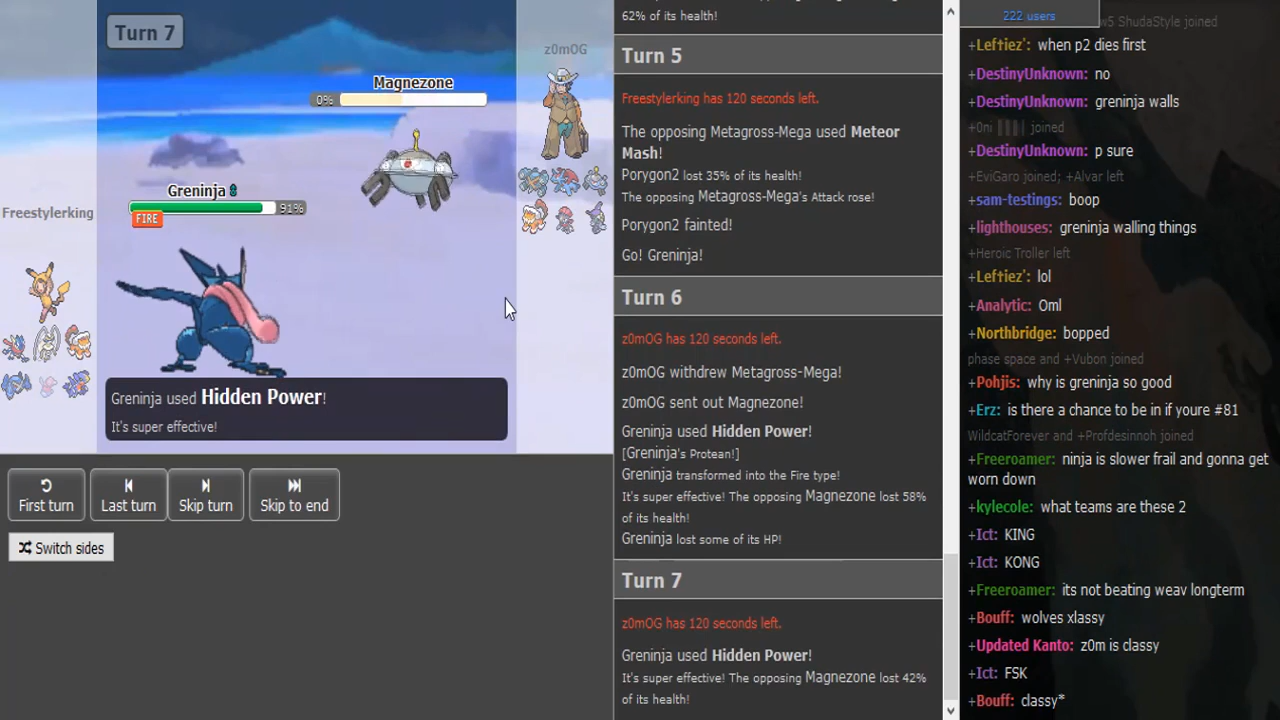 Turn 7
z0mOG
Magnezone
0%
Greninja
91%
FIRE
Freestylerking
Greninja used Hidden Power!
It's super effective!
First turn
Last turn
Skip turn
Skip to end
Switch sides
62% of its health!
Turn 5
Freestylerking has 120 seconds left.
The opposing Metagross-Mega used Meteor
Mash!
Porygon2 lost 35% of its health!
The opposing Metagross-Mega's Attack rose!
Porygon2 fainted!
Go! Greninja!
Turn 6
z0mOG has 120 seconds left.
z0mOG withdrew Metagross-Mega!
z0mOG sent out Magnezone!
Greninja used Hidden Power!
[Greninja's Protean!]
Greninja transformed into the Fire type!
It's super effective! The opposing Magnezone lost 58%
of its health!
Greninja lost some of its HP!
Turn 7
z0mOG has 120 seconds left.
Greninja used Hidden Power!
It's super effective! The opposing Magnezone lost 42%
of its health!
222 users
ShudaStyle joined
+Leftiez': when p2 dies first
+DestinyUnknown: no
+DestinyUnknown: greninja walls
joined
+DestinyUnknown: p sure
+EviGaro joined; +Alvar left
+sam-testings: boop
+lighthouses: greninja walling things
+Heroic Troller left
+Leftiez': lol
+Analytic: Oml
+Northbridge: bopped
phase space and +Vubon joined
+Pohjis: why is greninja so good
+Erz: is there a chance to be in if youre #81
WildcatForever and +Profdesinnoh joined
+Freeroamer: ninja is slower frail and gonna get
worn down
+kylecole: what teams are these 2
+Ict: KING
+Ict: KONG
+Freeroamer: its not beating weav longterm
+Bouff: wolves xlassy
+Updated Kanto: z0m is classy
+Ict: FSK
+Bouff: classy*